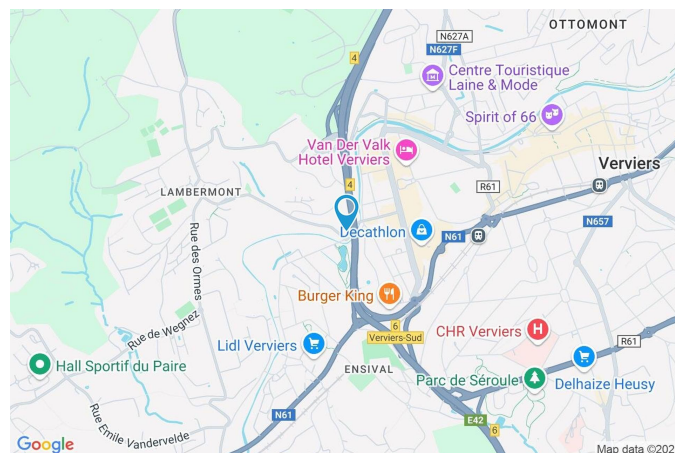 OTTOMONT
N627A
N627F
4
Centre Touristique
Laine & Mode
Spirit of 66
Van Der Valk
Hotel Verviers
Verviers
4
R61
LAMBERMONT
N657
Decathlon
N61
Rue des Ormes
Burger King
6
Verviers-Sud
CHR Verviers
R61
Rue de Wegnez
Lidl Verviers
Hall Sportif du Paire
ENSIVAL
Parc de Séroule
Delhaize Heusy
Rue Emile Vandervelde
N61
E42
6
Google
Map data ©202